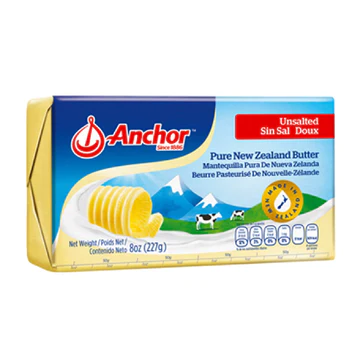 Anchor
Since 1886
Unsalted
Sin Sal Doux
Pure New Zealand Butter
Mantequilla Pura De Nueva Zelanda
Beurre Pasteurisé De Nouvelle-Zélande
MADE IN
NEW ZEALAND
Net Weight / Poids Net /
Contenido Neto 8oz (227g)